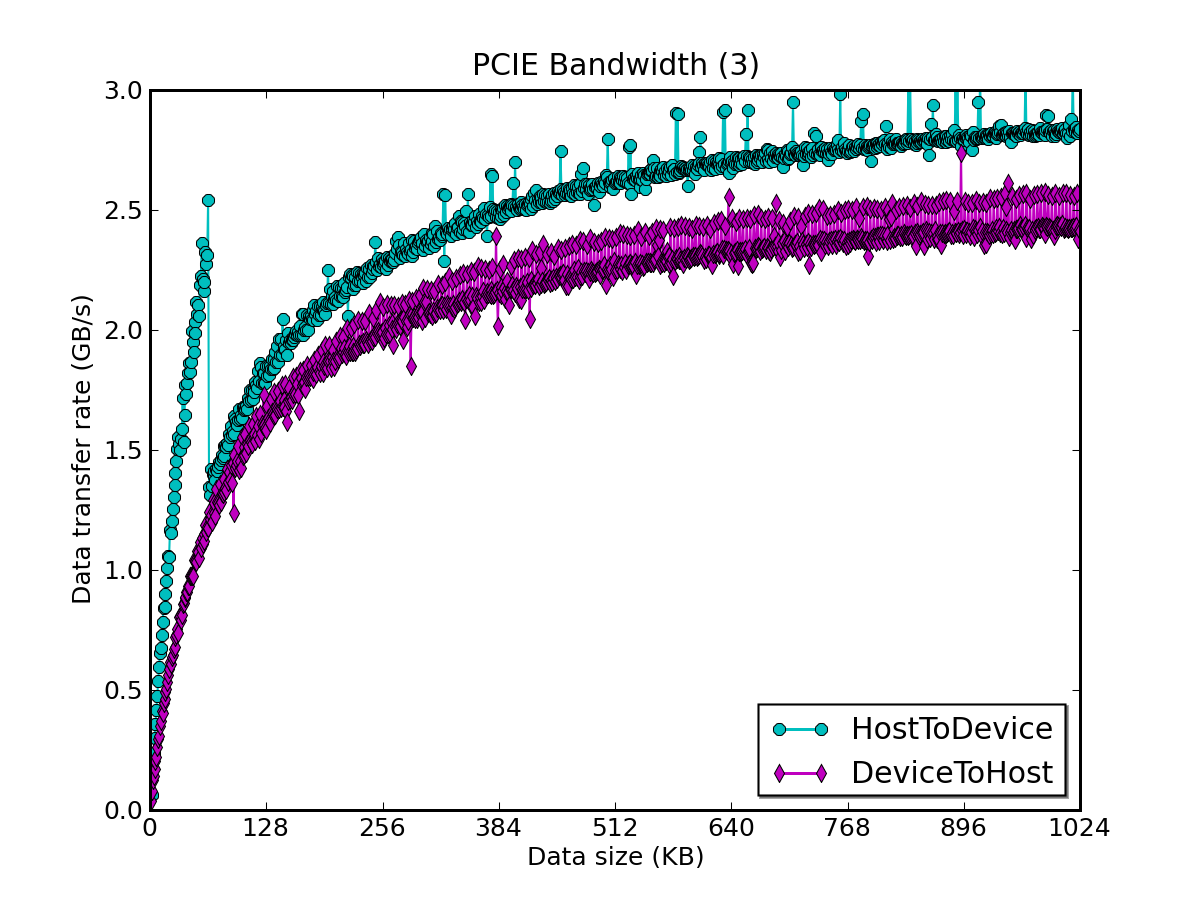 PCIE Bandwidth (3)
3.0
2.5
2.0
1.5
1.0
0.5
0.0
Data transfer rate (GB/s)
0 128 256 384 512 640 768 896 1024
Data size (KB)
HostToDevice
DeviceToHost